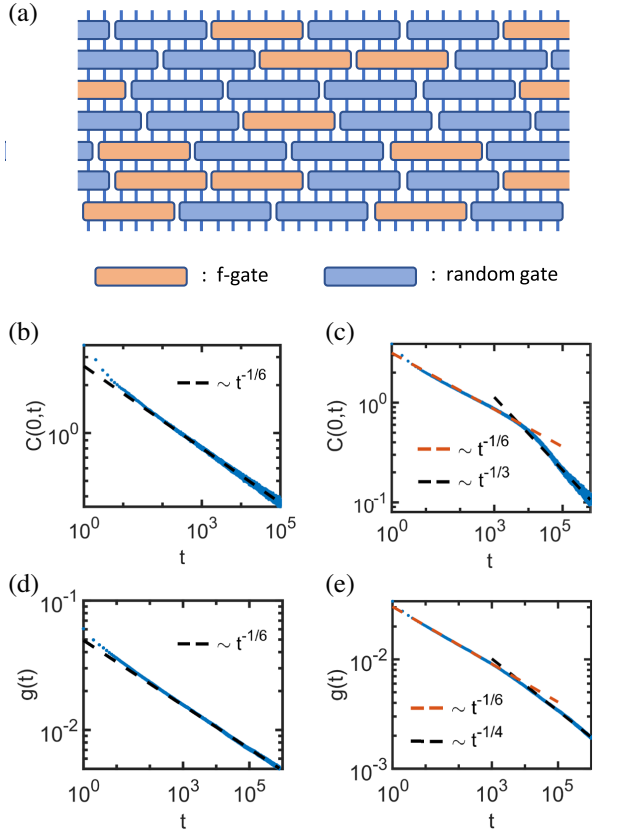 (a)
: f-gate
: random gate
(b)
C(0,t)
10^0
~ t^{-1/6}
10^0
10^3
10^5
t
(c)
C(0,t)
10^0
10^{-1}
~ t^{-1/6}
~ t^{-1/3}
10^0
10^3
10^5
t
(d)
g(t)
10^{-1}
10^{-2}
~ t^{-1/6}
10^0
10^3
10^5
t
(e)
g(t)
10^{-2}
10^{-3}
~ t^{-1/6}
~ t^{-1/4}
10^0
10^3
10^5
t